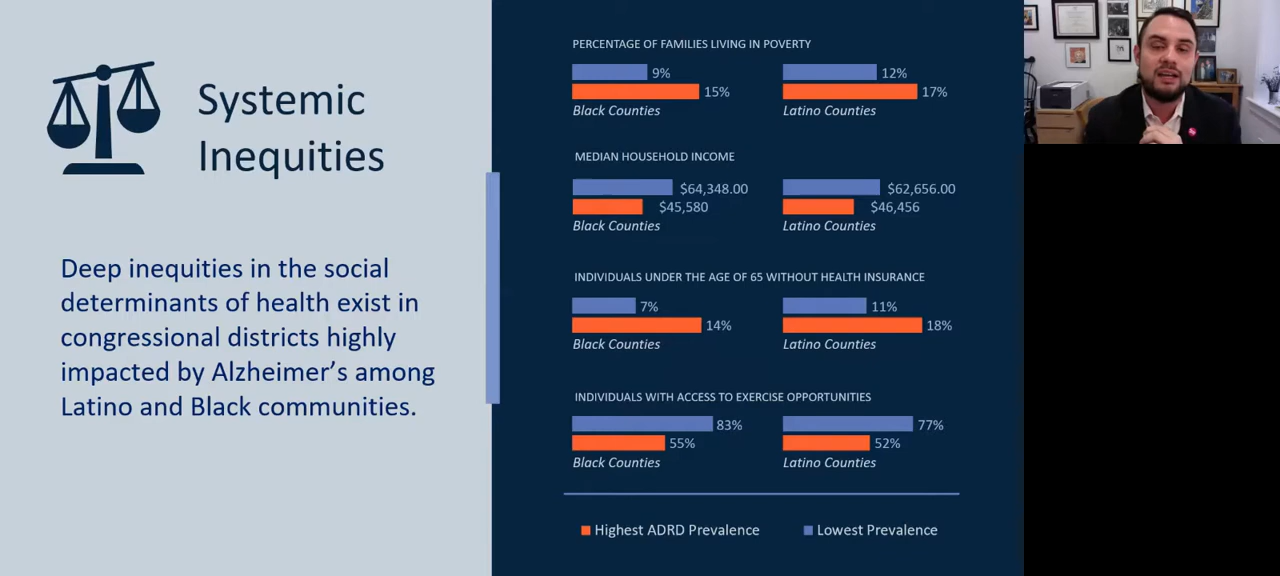 Systemic
Inequities
Deep inequities in the social
determinants of health exist in
congressional districts highly
impacted by Alzheimer’s among
Latino and Black communities.
PERCENTAGE OF FAMILIES LIVING IN POVERTY
9% 12%
15% 17%
Black Counties Latino Counties
MEDIAN HOUSEHOLD INCOME
$64,348.00 $62,656.00
$45,580 $46,456
Black Counties Latino Counties
INDIVIDUALS UNDER THE AGE OF 65 WITHOUT HEALTH INSURANCE
7% 11%
14% 18%
Black Counties Latino Counties
INDIVIDUALS WITH ACCESS TO EXERCISE OPPORTUNITIES
83% 77%
55% 52%
Black Counties Latino Counties
Highest ADRD Prevalence Lowest Prevalence